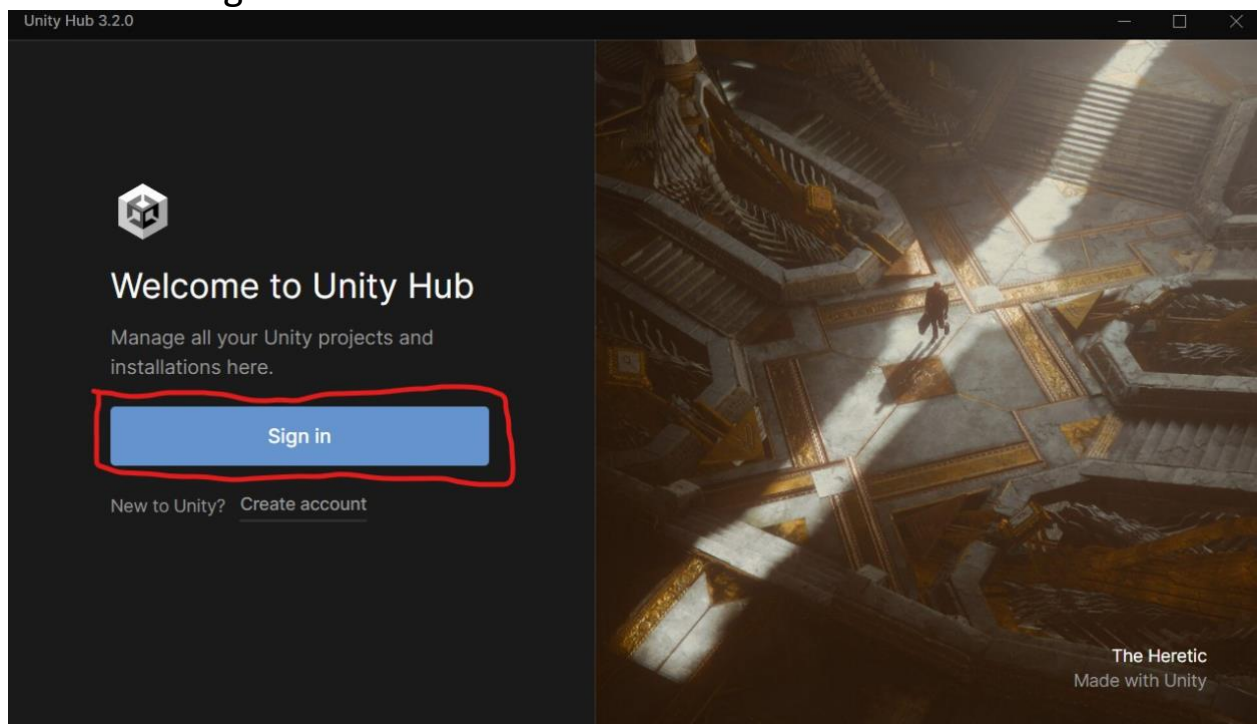 Unity Hub 3.2.0
Welcome to Unity Hub
Manage all your Unity projects and
installations here.
Sign in
New to Unity? Create account
The Heretic
Made with Unity